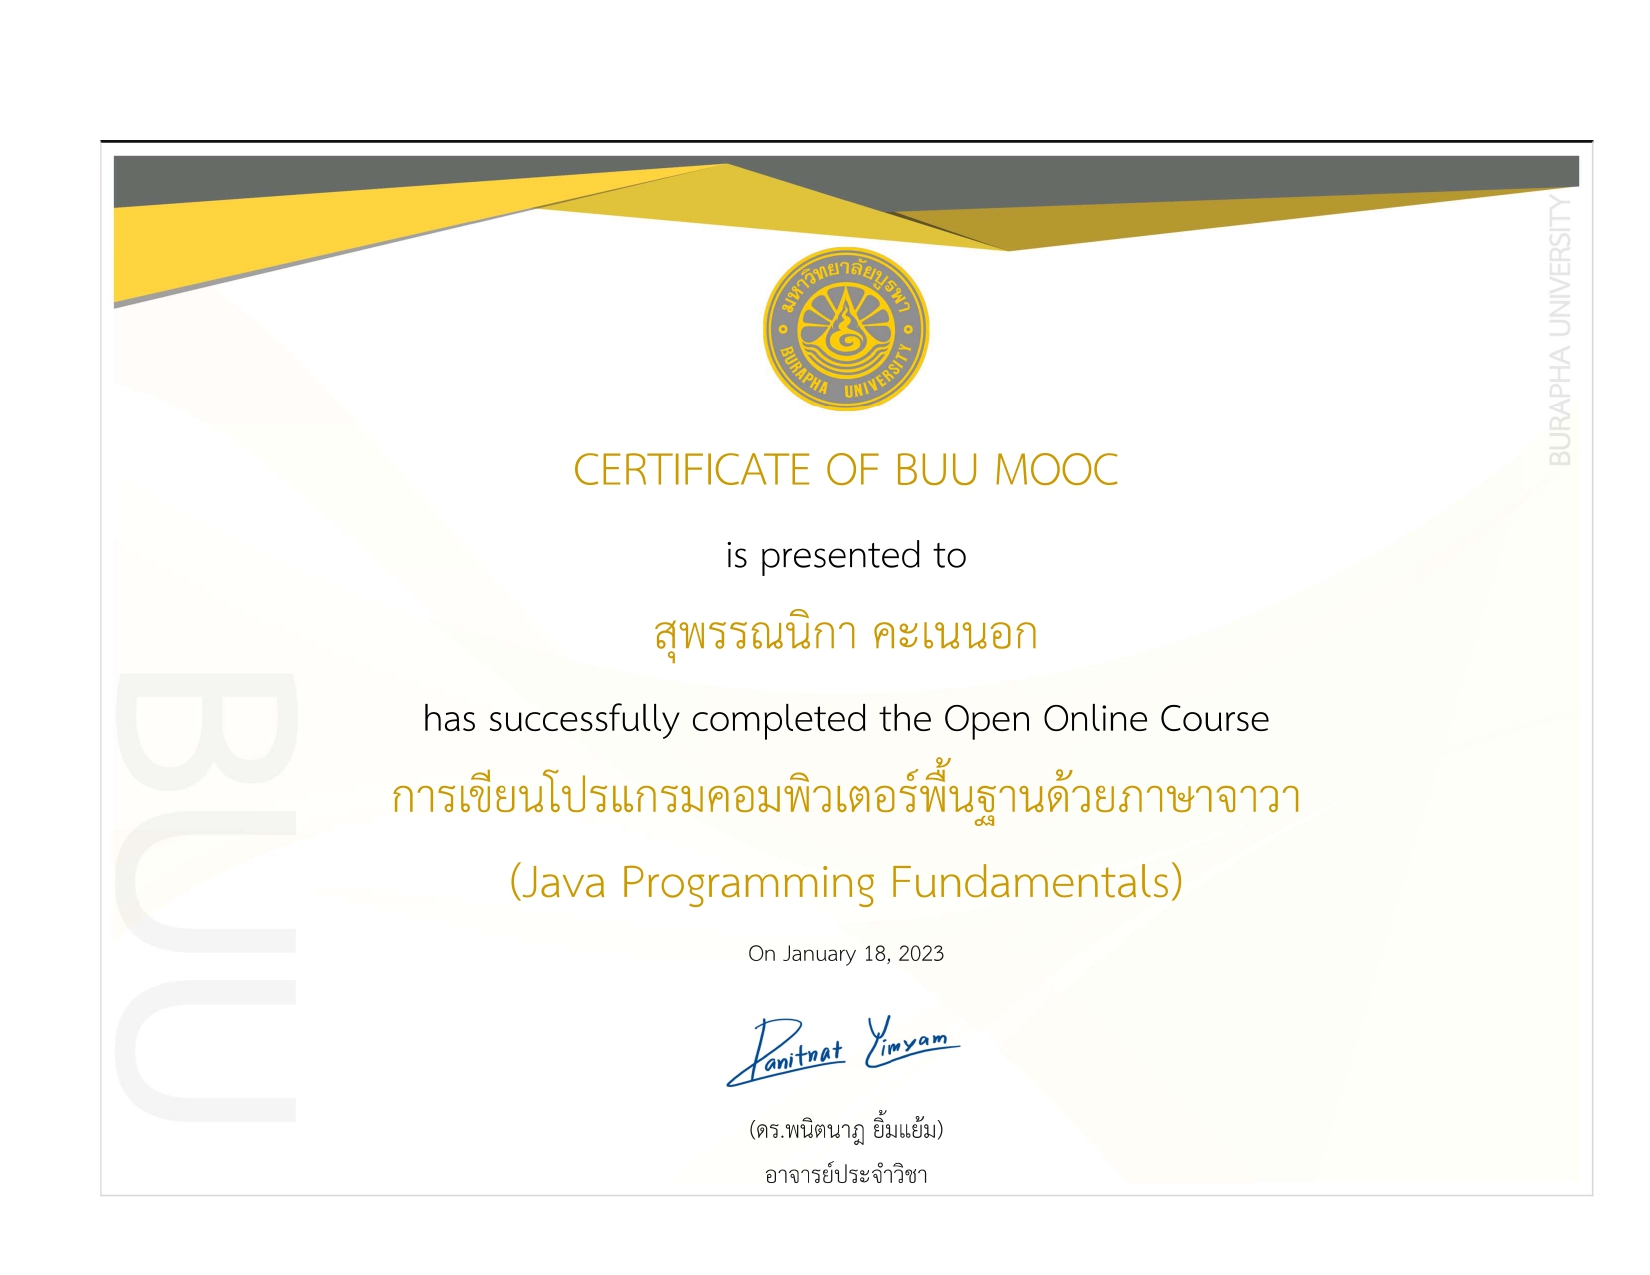 มหาวิทยาลัยบูรพา
BURAPHA UNIVERSITY
BURAPHA UNIVERSITY
CERTIFICATE OF BUU MOOC
is presented to
สุพรรณนิกา คะเนนอก
has successfully completed the Open Online Course
การเขียนโปรแกรมคอมพิวเตอร์พื้นฐานด้วยภาษาจาวา
(Java Programming Fundamentals)
On January 18, 2023
Panitnat Yimyam
(ดร.พนิตนาฎ ยิ้มแย้ม)
อาจารย์ประจำวิชา
BUU